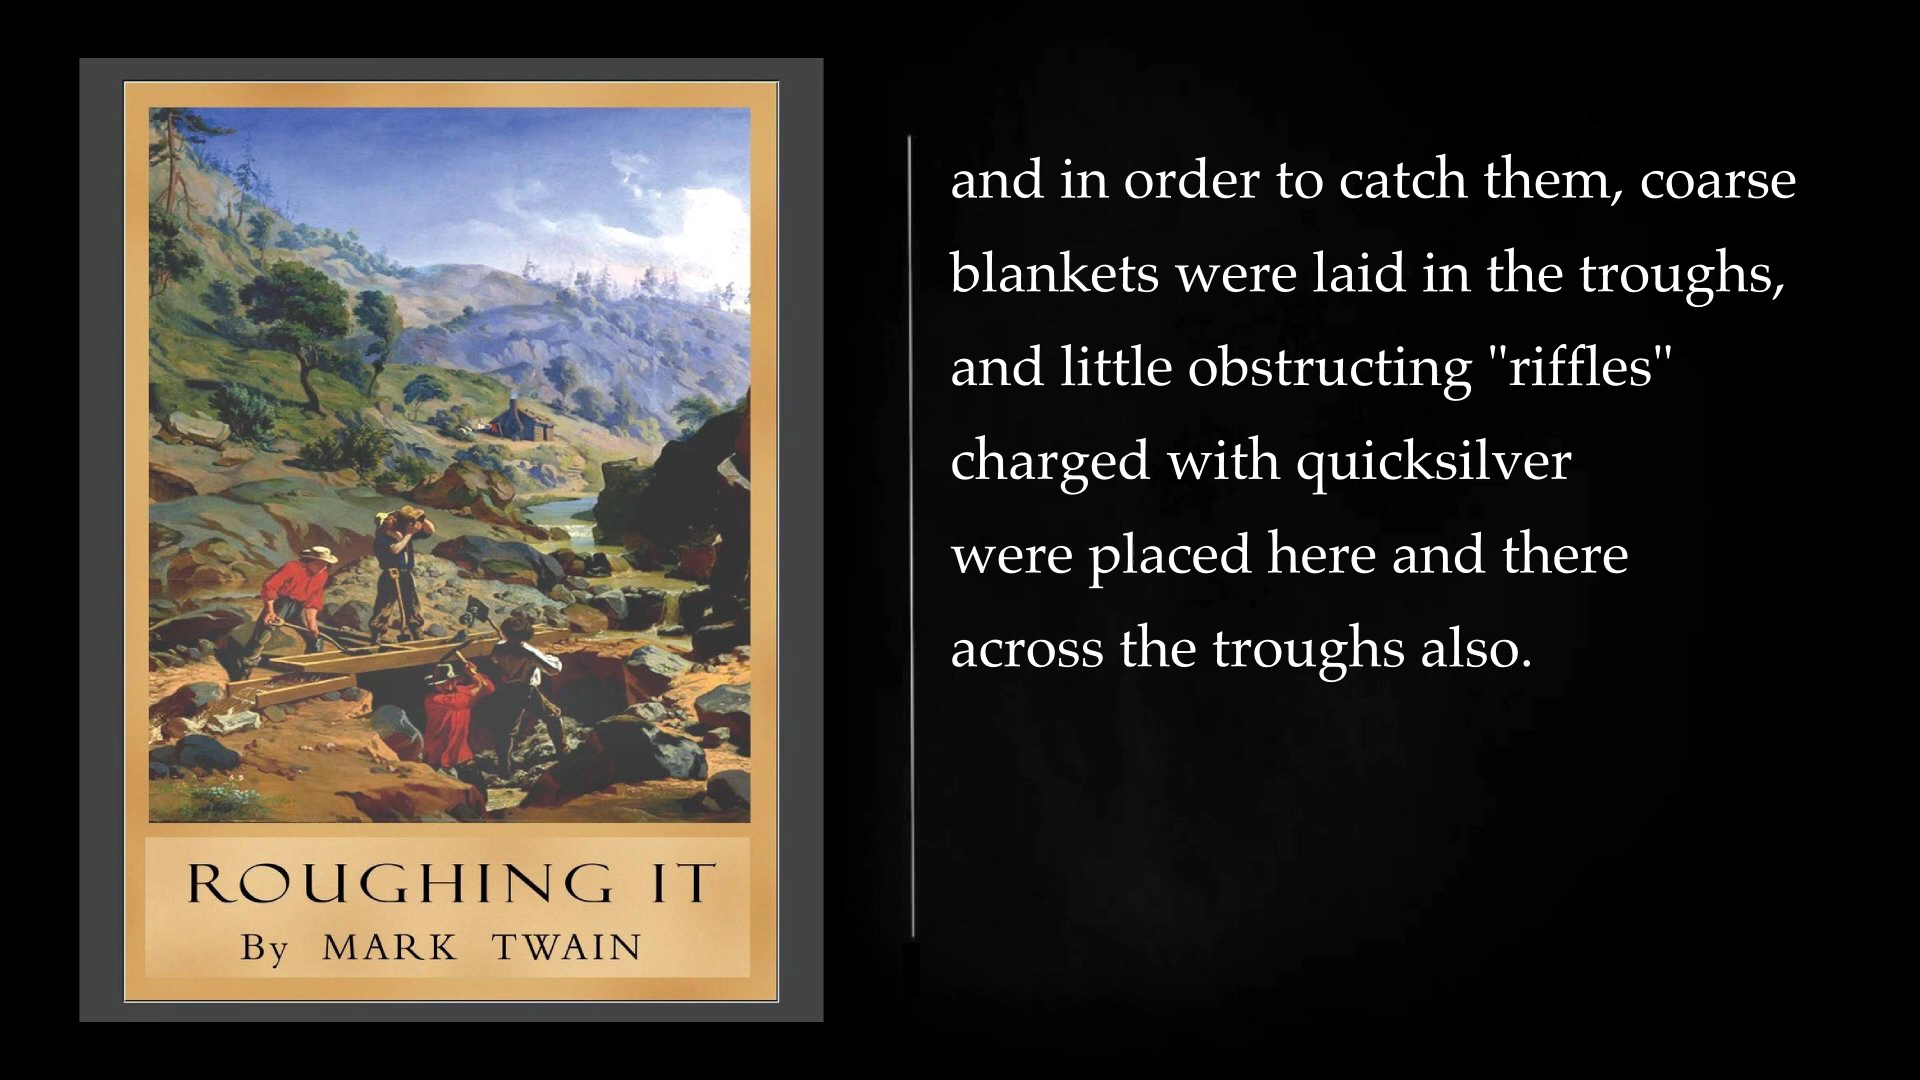 ROUGHING IT
By MARK TWAIN
and in order to catch them, coarse
blankets were laid in the troughs,
and little obstructing "riffles"
charged with quicksilver
were placed here and there
across the troughs also.